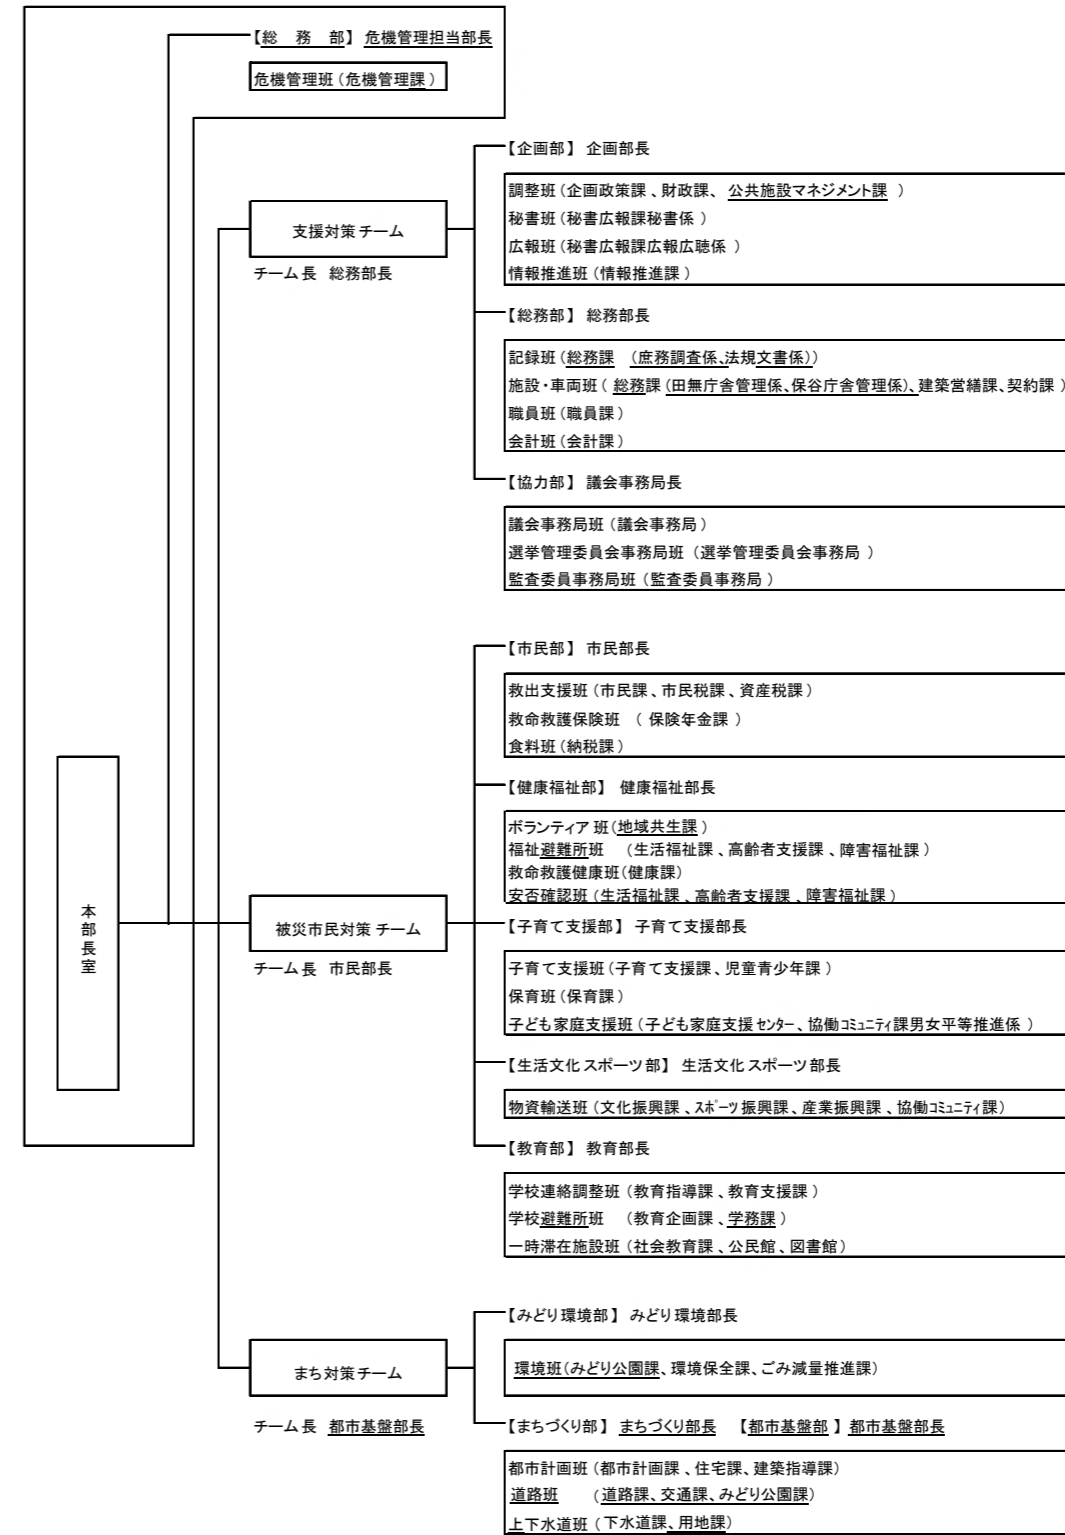 【総　務　部】 危機管理担当部長
危機管理班（危機管理課）
【企画部】 企画部長
調整班（企画政策課、財政課、公共施設マネジメント課）
秘書班（秘書広報課秘書係）
広報班（秘書広報課広報広聴係）
情報推進班（情報推進課）
支援対策チーム
チーム長 総務部長
【総務部】 総務部長
記録班（総務課 （庶務調査係、法規文書係））
施設・車両班（総務課（田無庁舎管理係、保谷庁舎管理係）、建築営繕課、契約課）
職員班（職員課）
会計班（会計課）
【協力部】 議会事務局長
議会事務局班（議会事務局）
選挙管理委員会事務局班（選挙管理委員会事務局）
監査委員事務局班（監査委員事務局）
【市民部】 市民部長
救出支援班（市民課、市民税課、資産税課）
救命救護保険班 （保険年金課）
食料班（納税課）
【健康福祉部】 健康福祉部長
ボランティア班（地域共生課）
福祉避難所班 （生活福祉課、高齢者支援課、障害福祉課）
救命救護健康班（健康課）
安否確認班（生活福祉課、高齢者支援課、障害福祉課）
本部長室
被災市民対策チーム
チーム長 市民部長
【子育て支援部】 子育て支援部長
子育て支援班（子育て支援課、児童青少年課）
保育班（保育課）
子ども家庭支援班（子ども家庭支援センター、協働コミュニティ課男女平等推進係）
【生活文化スポーツ部】 生活文化スポーツ部長
物資輸送班（文化振興課、スポーツ振興課、産業振興課、協働コミュニティ課）
【教育部】 教育部長
学校連絡調整班（教育指導課、教育支援課）
学校避難所班 （教育企画課、学務課）
一時滞在施設班（社会教育課、公民館、図書館）
【みどり環境部】 みどり環境部長
環境班（みどり公園課、環境保全課、ごみ減量推進課）
まち対策チーム
チーム長 都市基盤部長
【まちづくり部】 まちづくり部長 【都市基盤部】 都市基盤部長
都市計画班（都市計画課、住宅課、建築指導課）
道路班 （道路課、交通課、みどり公園課）
上下水道班（下水道課、用地課）